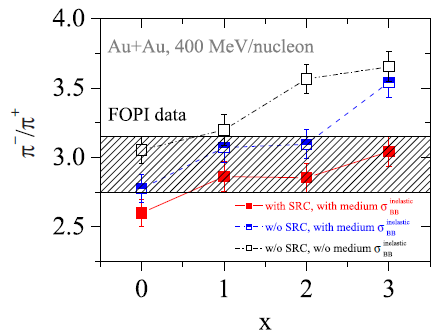 Au+Au, 400 MeV/nucleon
4.0
3.5
3.0
2.5
π⁻/π⁺
FOPI data
with SRC, with medium σ_BB^inelastic
w/o SRC, with medium σ_BB^inelastic
w/o SRC, w/o medium σ_BB^inelastic
0 1 2 3
x